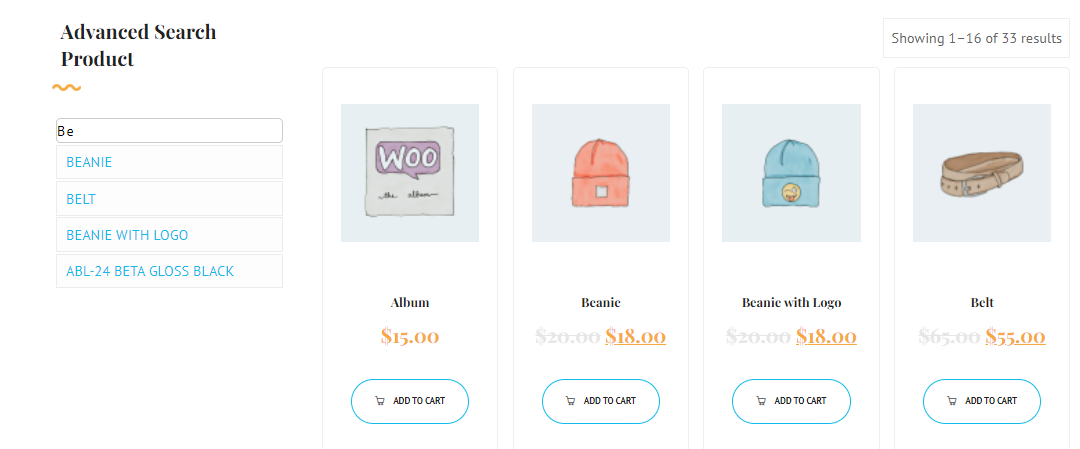 Advanced Search
Product
Showing 1–16 of 33 results
Be
BEANIE
BELT
BEANIE WITH LOGO
ABL-24 BETA GLOSS BLACK
WOO
the album
Album
$15.00
ADD TO CART
Beanie
$20.00 $18.00
ADD TO CART
Beanie with Logo
$20.00 $18.00
ADD TO CART
Belt
$65.00 $55.00
ADD TO CART